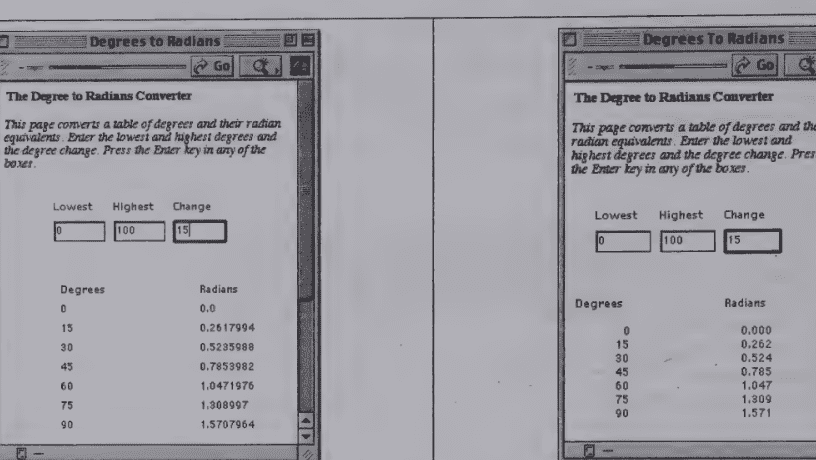 Degrees to Radians
Go
The Degree to Radians Converter
This page converts a table of degrees and their radian
equivalents. Enter the lowest and highest degrees and
the degree change. Press the Enter key in any of the
boxes.
Lowest Highest Change
0 100 15
Degrees Radians
0 0.0
15 0.2617994
30 0.5235988
45 0.7853982
60 1.0471976
75 1.308997
90 1.5707964
Degrees To Radians
Go
The Degree to Radians Converter
This page converts a table of degrees and
radian equivalents. Enter the lowest and
highest degrees and the degree change.
the Enter key in any of the boxes.
Lowest Highest Change
0 100 15
Degrees Radians
0 0.000
15 0.262
30 0.524
45 0.785
60 1.047
75 1.309
90 1.571